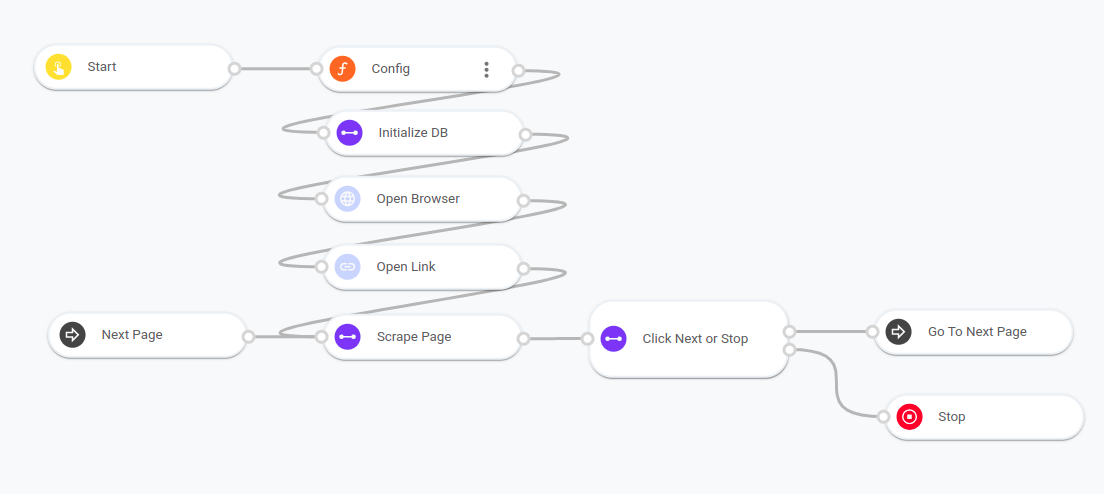 Start
Config
Initialize DB
Open Browser
Open Link
Next Page
Scrape Page
Click Next or Stop
Go To Next Page
Stop